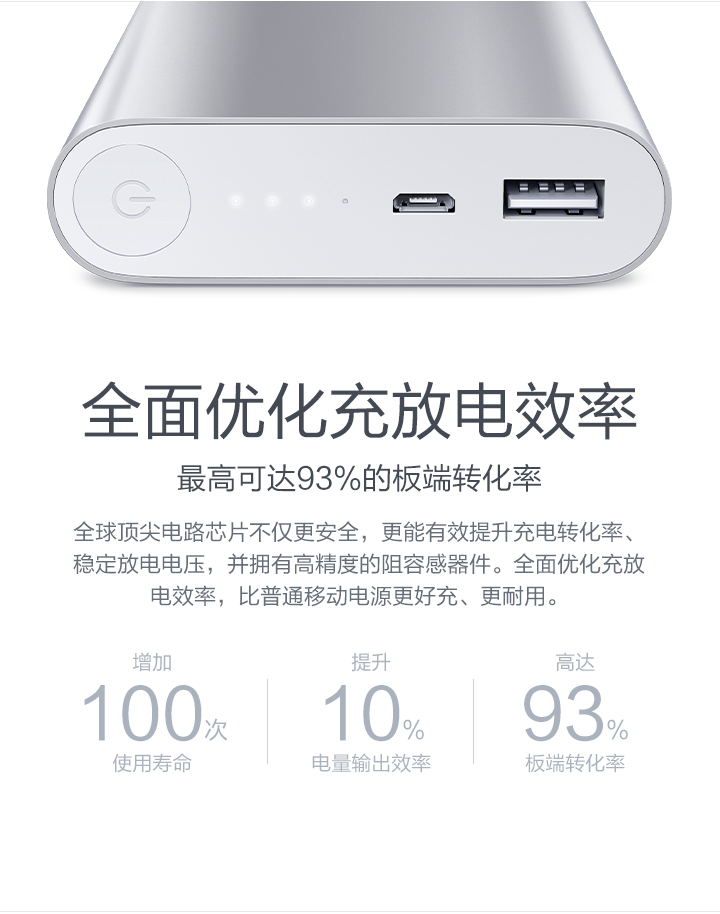 全面优化充放电效率
最高可达93%的板端转化率
全球顶尖电路芯片不仅更安全，更能有效提升充电转化率、
稳定放电电压，并拥有高精度的阻容感器件。全面优化充放
电效率，比普通移动电源更好充、更耐用。
增加
100次
使用寿命
提升
10%
电量输出效率
高达
93%
板端转化率